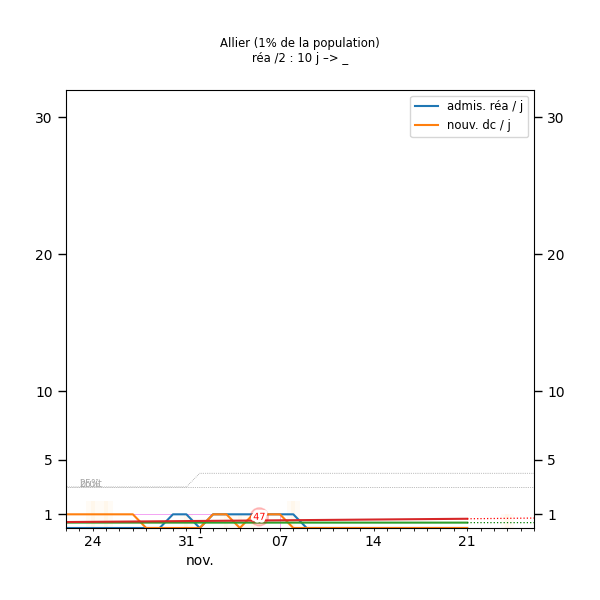 Allier (1% de la population)
réa /2 : 10 j –> _
admis. réa / j
nouv. dc / j
30 30
20 20
10 10
5 5
1 1
47
24 31 - 07 14 21
nov.